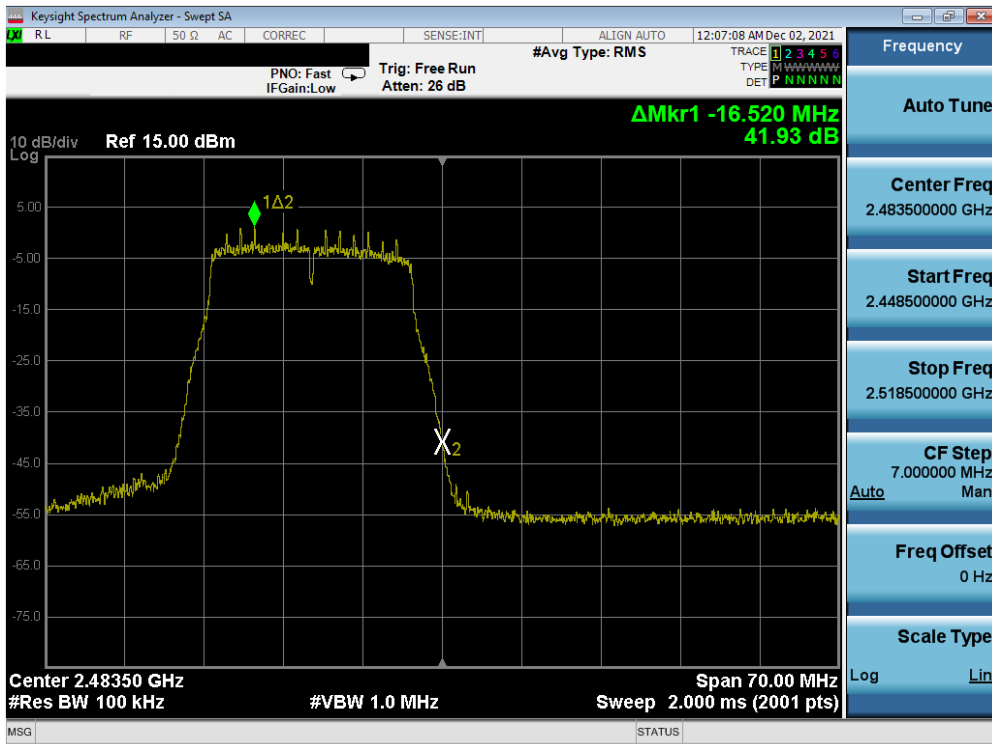 Keysight Spectrum Analyzer - Swept SA
LXI RL RF 50 Ω AC CORREC SENSE:INT ALIGN AUTO 12:07:08 AM Dec 02, 2021
PNO: Fast
IFGain:Low
Trig: Free Run
Atten: 26 dB
#Avg Type: RMS
TRACE 1 2 3 4 5 6
TYPE M WWWWW
DET P NNNNN
ΔMkr1 -16.520 MHz
41.93 dB
10 dB/div Ref 15.00 dBm
Log
5.00
-5.00
-15.0
-25.0
-35.0
-45.0
-55.0
-65.0
-75.0
1Δ2
X2
Center 2.48350 GHz Span 70.00 MHz
#Res BW 100 kHz #VBW 1.0 MHz Sweep 2.000 ms (2001 pts)
MSG STATUS
Frequency
Auto Tune
Center Freq
2.483500000 GHz
Start Freq
2.448500000 GHz
Stop Freq
2.518500000 GHz
CF Step
7.000000 MHz
Auto Man
Freq Offset
0 Hz
Scale Type
Log Lin